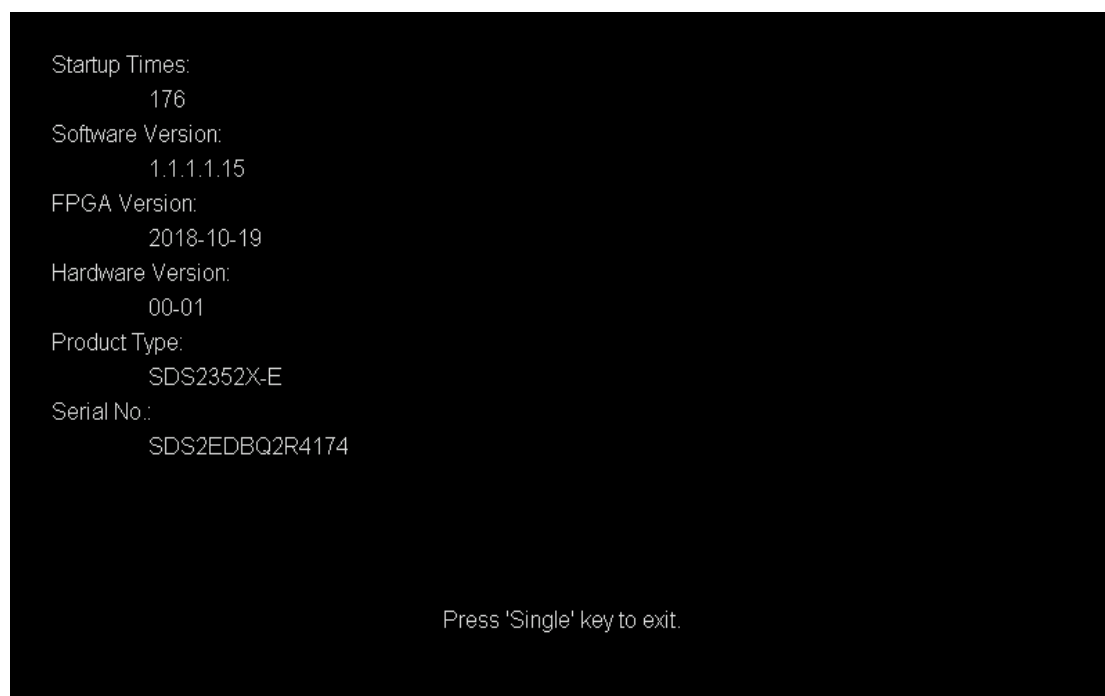 Startup Times:
176
Software Version:
1.1.1.1.15
FPGA Version:
2018-10-19
Hardware Version:
00-01
Product Type:
SDS2352X-E
Serial No.:
SDS2EDBQ2R4174
Press 'Single' key to exit.